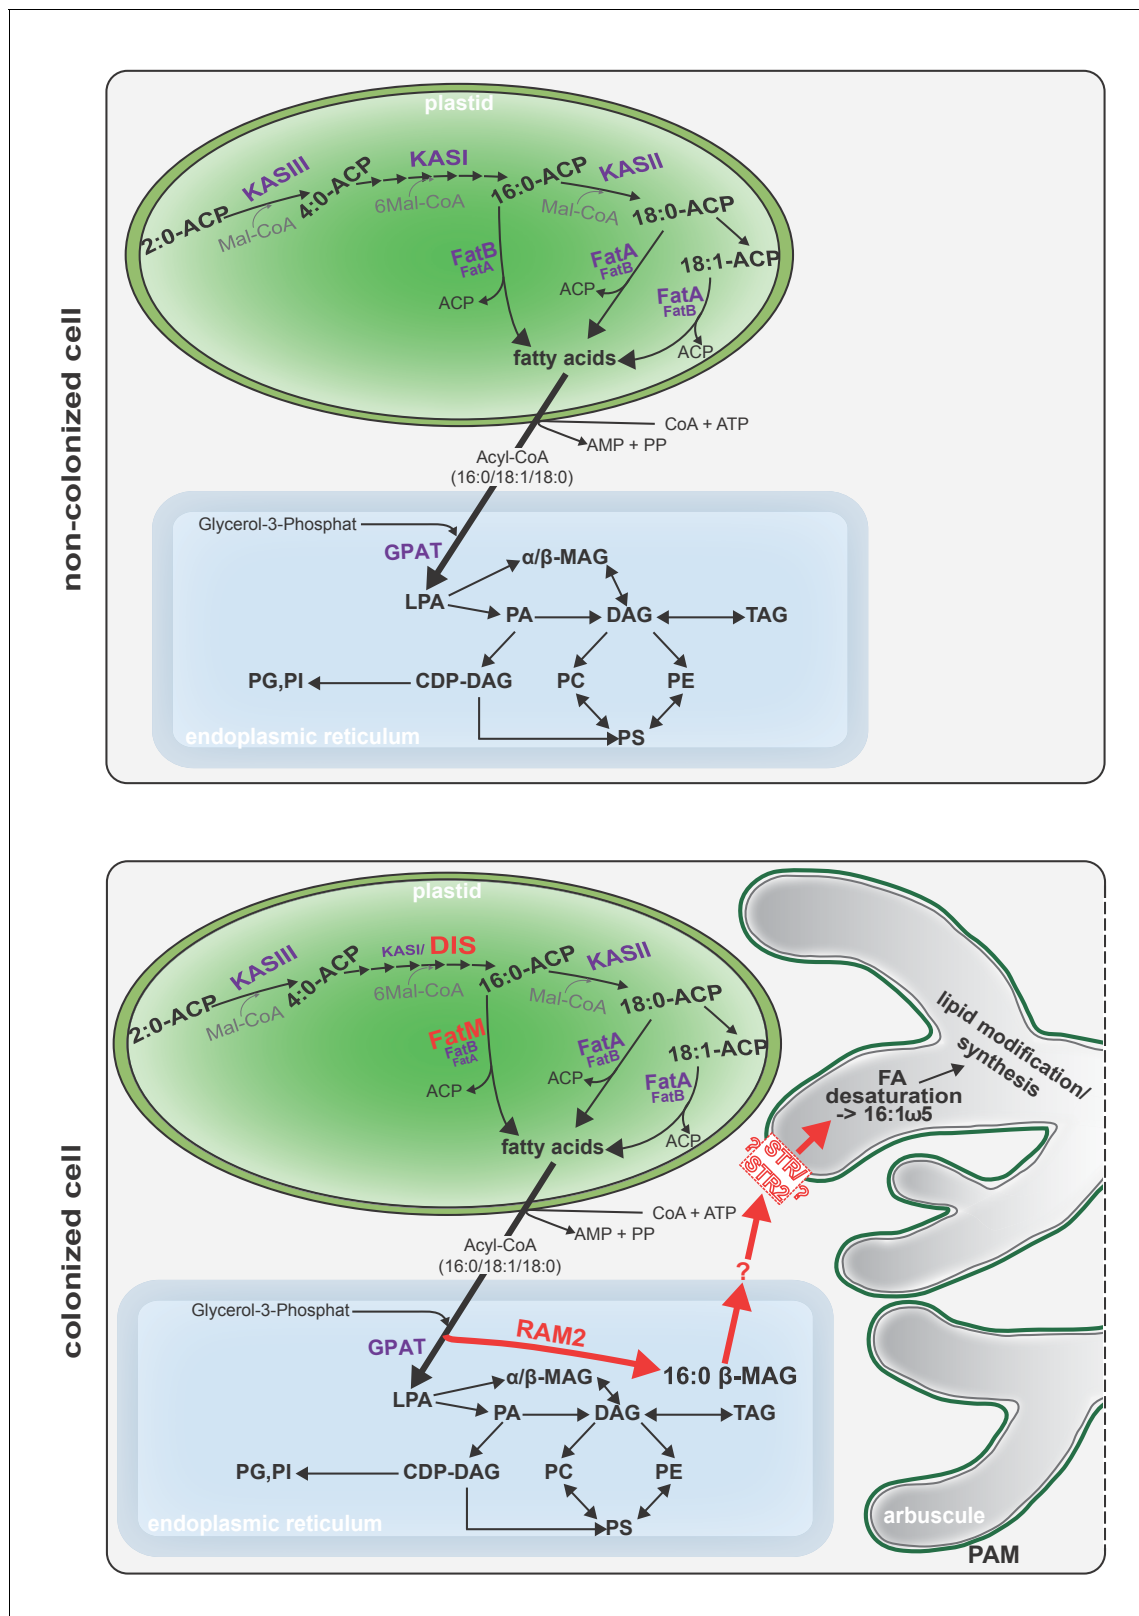 non-colonized cell
plastid
KASIII
KASI
KASII
2:0-ACP
4:0-ACP
16:0-ACP
18:0-ACP
18:1-ACP
Mal-CoA
6Mal-CoA
Mal-CoA
FatB
FatA
FatA
FatB
FatA
FatB
ACP
ACP
ACP
fatty acids
CoA + ATP
AMP + PP
Acyl-CoA
(16:0/18:1/18:0)
Glycerol-3-Phosphat
GPAT
α/β-MAG
LPA
PA
DAG
TAG
PG,PI
CDP-DAG
PC
PE
PS
endoplasmic reticulum
colonized cell
plastid
KASIII
KASI/ DIS
KASII
2:0-ACP
4:0-ACP
16:0-ACP
18:0-ACP
18:1-ACP
Mal-CoA
6Mal-CoA
Mal-CoA
FatM
FatB
FatA
FatA
FatB
FatA
FatB
ACP
ACP
ACP
fatty acids
CoA + ATP
AMP + PP
Acyl-CoA
(16:0/18:1/18:0)
Glycerol-3-Phosphat
GPAT
RAM2
16:0 β-MAG
?
? STR/
STR2 ?
FA
desaturation
-> 16:1ω5
lipid modification/
synthesis
α/β-MAG
LPA
PA
DAG
TAG
PG,PI
CDP-DAG
PC
PE
PS
endoplasmic reticulum
arbuscule
PAM